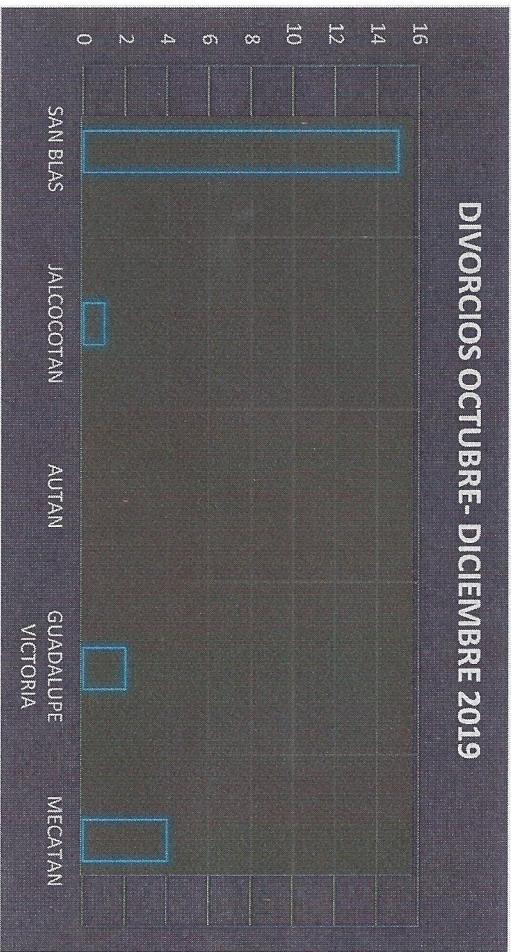 DIVORCIOS OCTUBRE- DICIEMBRE 2019
16
14
12
10
8
6
4
2
0
SAN BLAS
JALCOCOTAN
AUTAN
GUADALUPE
VICTORIA
MECATAN